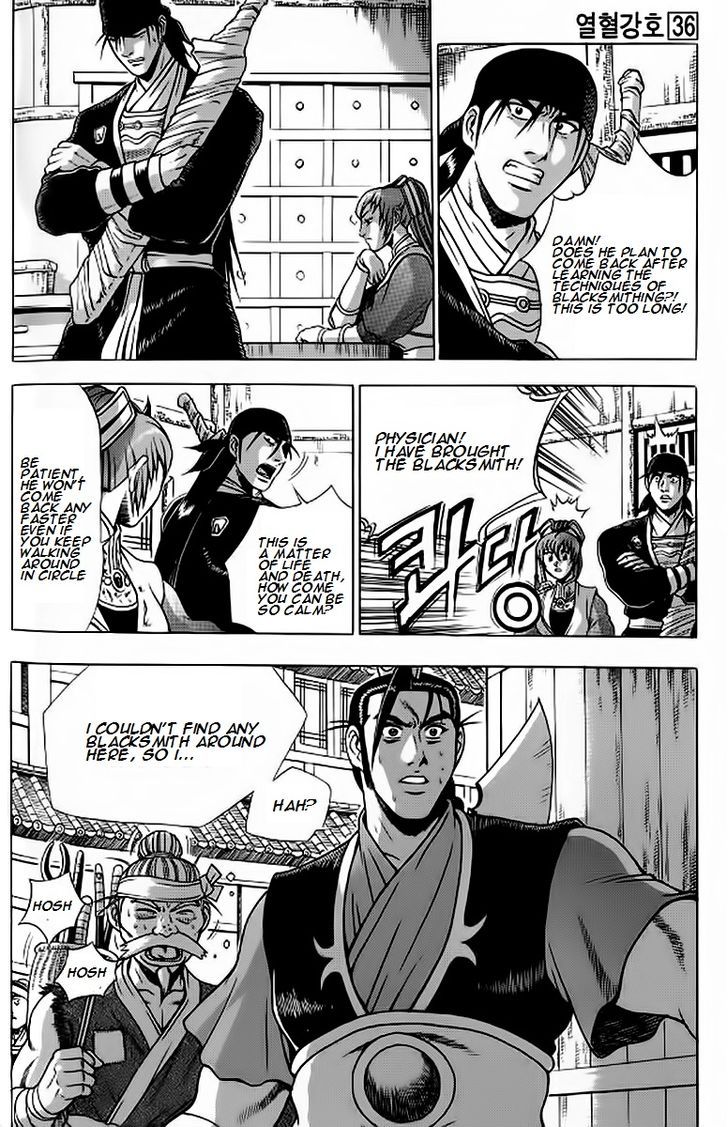 열혈강호 36
DAMN!
DOES HE PLAN TO
COME BACK AFTER
LEARNING THE
TECHNIQUES OF
BLACKSMITHING?!
THIS IS TOO LONG!
BE
PATIENT,
HE WON'T
COME
BACK ANY
FASTER
EVEN IF
YOU KEEP
WALKING
AROUND
IN CIRCLE
THIS IS
A MATTER
OF LIFE
AND DEATH,
HOW COME
YOU CAN BE
SO CALM?
PHYSICIAN!
I HAVE BROUGHT
THE BLACKSMITH!
콰당
I COULDN'T FIND ANY
BLACKSMITH AROUND
HERE, SO I...
HAH?
HOSH
HOSH